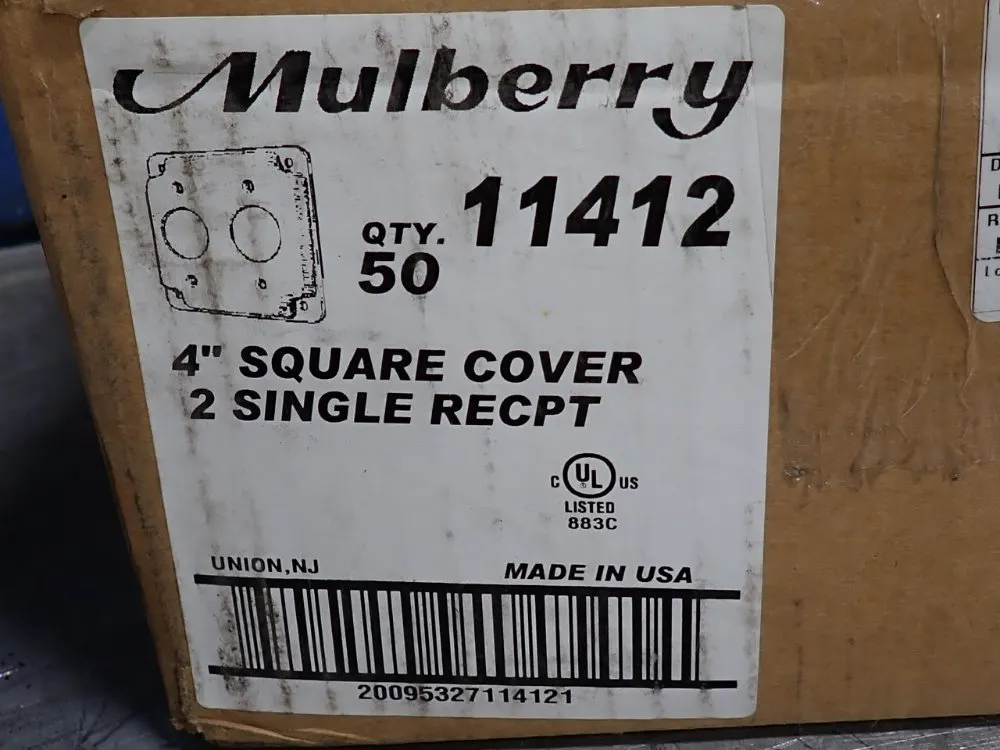 Mulberry
QTY. 11412
50
4" SQUARE COVER
2 SINGLE RECPT
C UL US
LISTED
883C
UNION, NJ
MADE IN USA
20095327114121